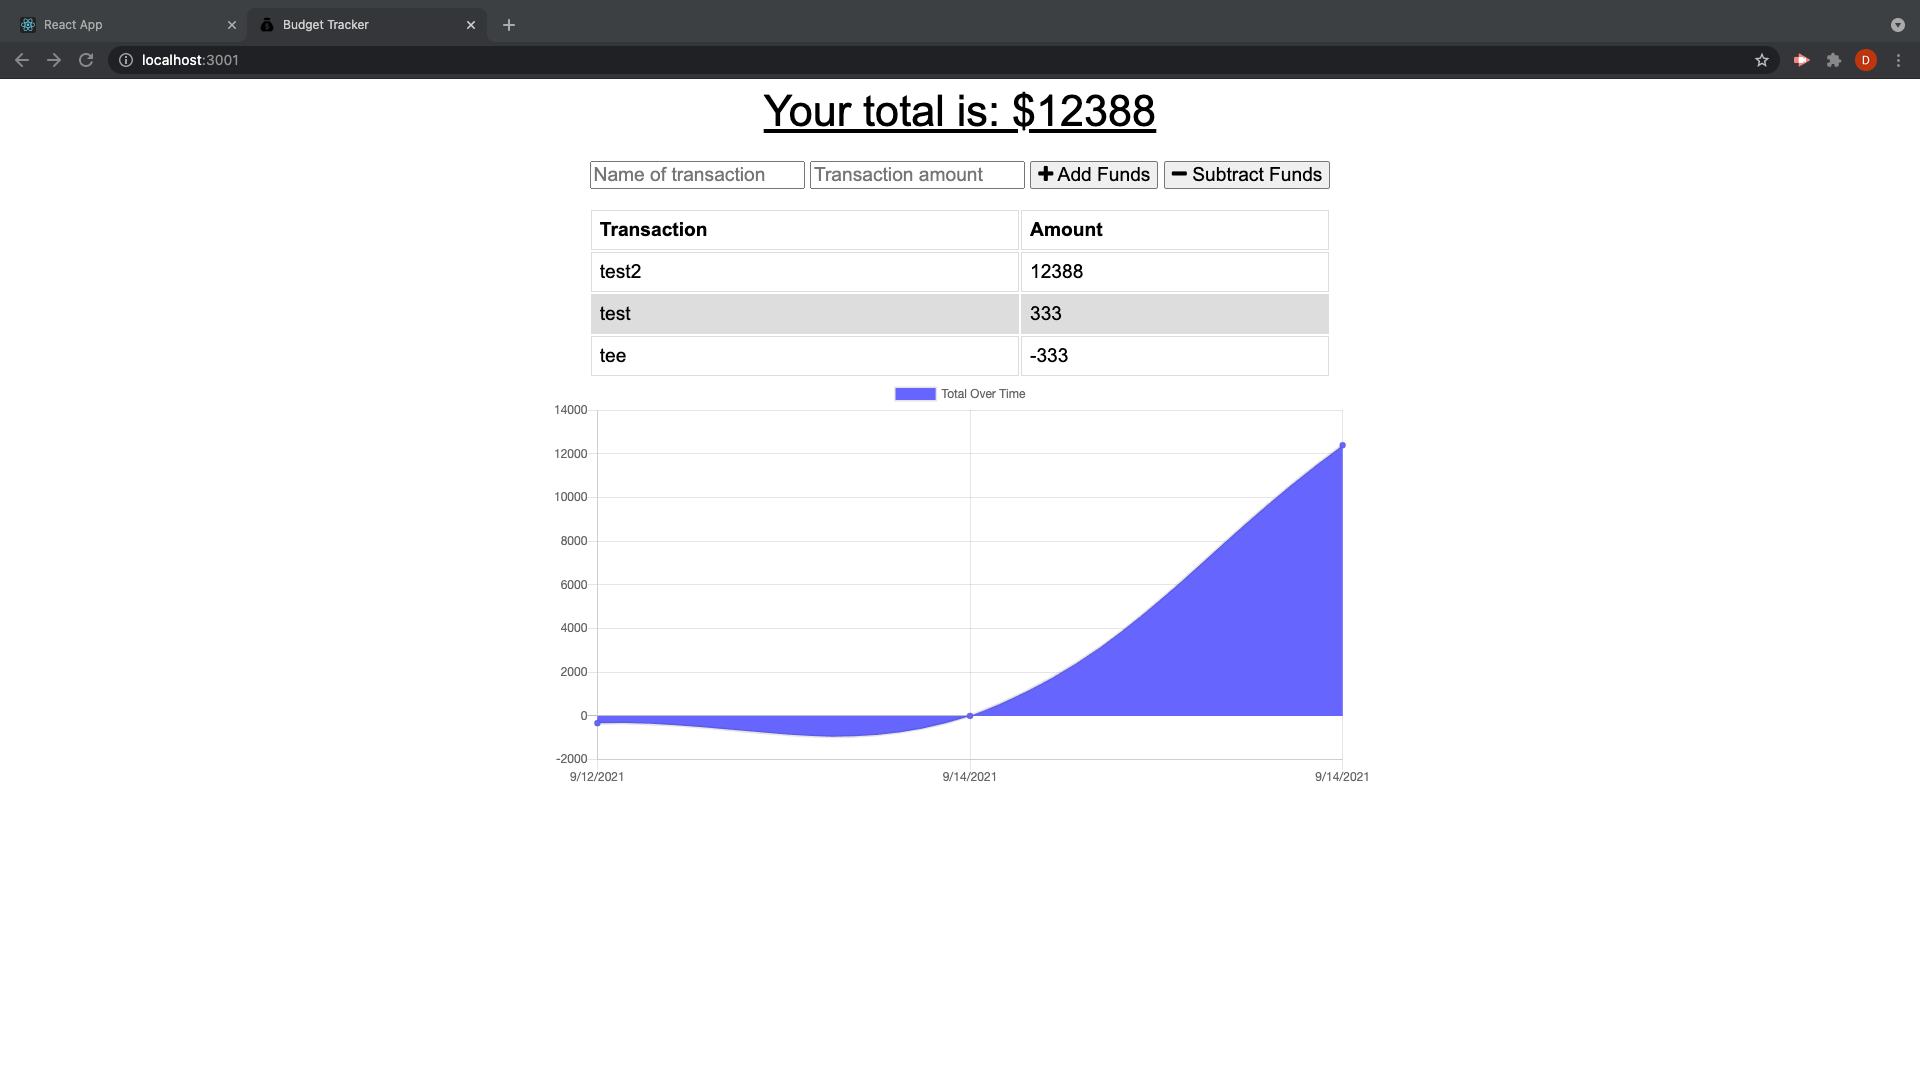 React App
Budget Tracker
localhost:3001
D
Your total is: $12388
Name of transaction Transaction amount Add Funds Subtract Funds
Transaction Amount
test2 12388
test 333
tee -333
Total Over Time
14000
12000
10000
8000
6000
4000
2000
0
-2000
9/12/2021 9/14/2021 9/14/2021